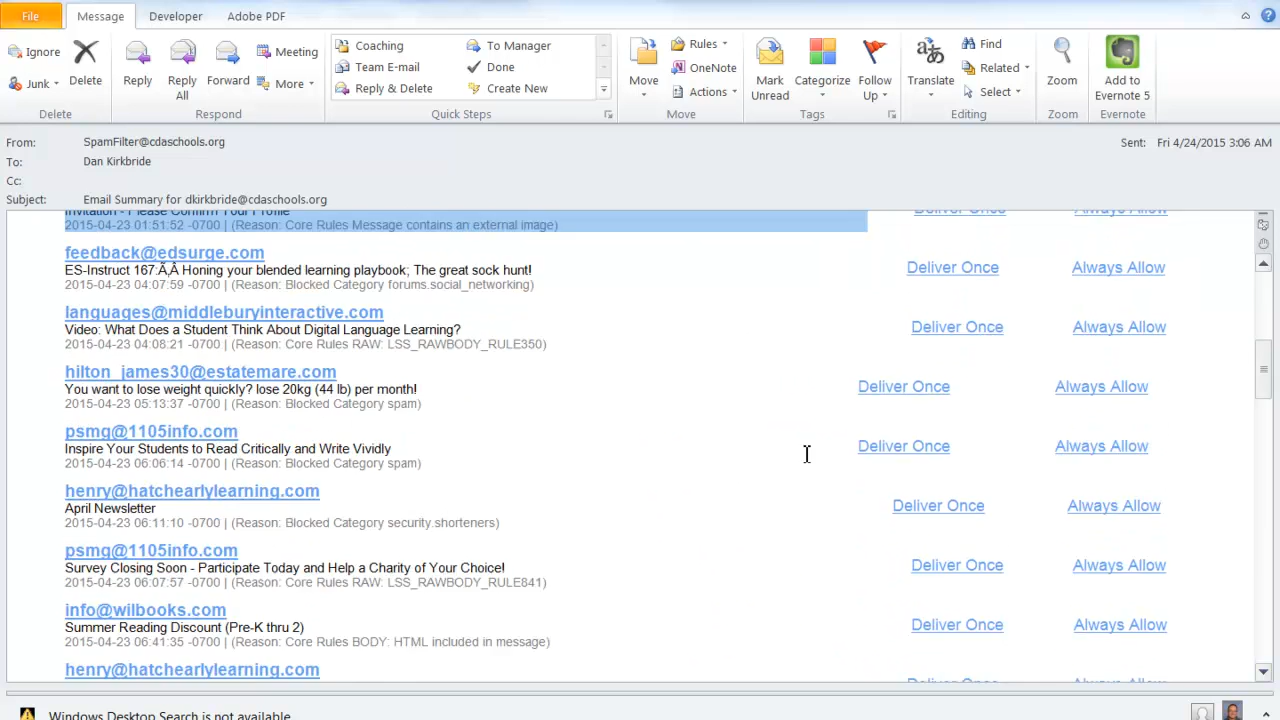 File Message Developer Adobe PDF
Ignore Junk Delete Reply Reply All Forward Meeting More
Coaching To Manager
Team E-mail Done
Reply & Delete Create New
Move Rules OneNote Actions
Mark Unread Categorize Follow Up
Translate Find Related Select
Zoom Add to Evernote 5
Delete Respond Quick Steps Move Tags Editing Zoom Evernote
From: SpamFilter@cdaschools.org Sent: Fri 4/24/2015 3:06 AM
To: Dan Kirkbride
Cc:
Subject: Email Summary for dkirkbride@cdaschools.org
Invitation - Please Confirm Your Profile Deliver Once Always Allow
2015-04-23 01:51:52 -0700 | (Reason: Core Rules Message contains an external image)
feedback@edsurge.com
ES-Instruct 167:Ã‚Â Honing your blended learning playbook; The great sock hunt! Deliver Once Always Allow
2015-04-23 04:07:59 -0700 | (Reason: Blocked Category forums.social_networking)
languages@middleburyinteractive.com
Video: What Does a Student Think About Digital Language Learning? Deliver Once Always Allow
2015-04-23 04:08:21 -0700 | (Reason: Core Rules RAW: LSS_RAWBODY_RULE350)
hilton_james30@estatemare.com
You want to lose weight quickly? lose 20kg (44 lb) per month! Deliver Once Always Allow
2015-04-23 05:13:37 -0700 | (Reason: Blocked Category spam)
psmg@1105info.com
Inspire Your Students to Read Critically and Write Vividly Deliver Once Always Allow
2015-04-23 06:06:14 -0700 | (Reason: Blocked Category spam)
henry@hatchearlylearning.com
April Newsletter Deliver Once Always Allow
2015-04-23 06:11:10 -0700 | (Reason: Blocked Category security.shorteners)
psmg@1105info.com
Survey Closing Soon - Participate Today and Help a Charity of Your Choice! Deliver Once Always Allow
2015-04-23 06:07:57 -0700 | (Reason: Core Rules RAW: LSS_RAWBODY_RULE841)
info@wilbooks.com
Summer Reading Discount (Pre-K thru 2) Deliver Once Always Allow
2015-04-23 06:41:35 -0700 | (Reason: Core Rules BODY: HTML included in message)
henry@hatchearlylearning.com
Deliver Once Always Allow
Windows Desktop Search is not available.